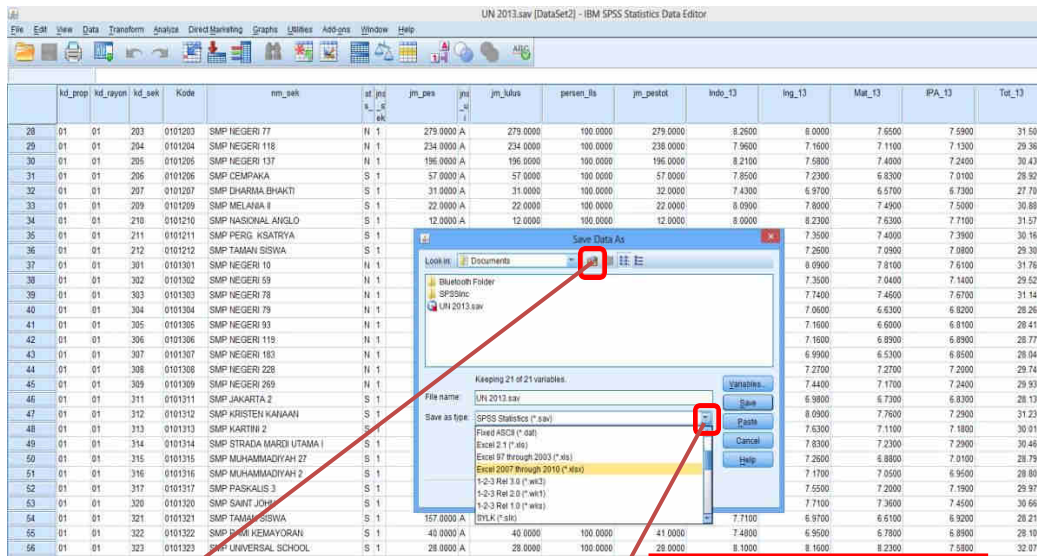 UN 2013.sav [DataSet2] - IBM SPSS Statistics Data Editor
File Edit View Data Transform Analyze Direct Marketing Graphs Utilities Add-ons Window Help
kd_prop kd_rayon kd_sek Kode nm_sek jm_pes jm_lulus persen_lls jm_pestot Indo_13 Ing_13 Mat_13 IPA_13 Tot_13
28 01 01 203 0101203 SMP NEGERI 77 N 1 279.0000 A 279.0000 100.0000 279.0000 8.2600 8.0000 7.6500 7.5900 31.50
29 01 01 204 0101204 SMP NEGERI 118 N 1 234.0000 A 234.0000 100.0000 238.0000 7.9600 7.1600 7.1100 7.1300 29.36
30 01 01 205 0101205 SMP NEGERI 137 N 1 196.0000 A 196.0000 100.0000 196.0000 8.2100 7.5800 7.4000 7.2400 30.43
31 01 01 206 0101206 SMP CEMPAKA S 1 57.0000 A 57.0000 100.0000 57.0000 7.8500 7.2300 6.8300 7.0100 28.92
32 01 01 207 0101207 SMP DHARMA BHAKTI S 1 31.0000 A 31.0000 100.0000 32.0000 7.4300 6.9700 6.5700 6.7300 27.70
33 01 01 209 0101209 SMP MELANIA II S 1 22.0000 A 22.0000 100.0000 22.0000 8.0900 7.8000 7.4900 7.5000 30.88
34 01 01 210 0101210 SMP NASIONAL ANGLO S 1 12.0000 A 12.0000 100.0000 12.0000 8.0000 8.2300 7.6300 7.7100 31.57
35 01 01 211 0101211 SMP PERG. KSATRYA S 1 7.3500 7.4000 7.3900 30.16
36 01 01 212 0101212 SMP TAMAN SISWA S 1 7.2600 7.0900 7.0800 29.30
37 01 01 301 0101301 SMP NEGERI 10 N 1 8.0900 7.8100 7.6100 31.76
38 01 01 302 0101302 SMP NEGERI 59 N 1 7.3500 7.0400 7.1400 29.52
39 01 01 303 0101303 SMP NEGERI 78 N 1 7.7400 7.4600 7.6700 31.14
40 01 01 304 0101304 SMP NEGERI 79 N 1 7.0600 6.6300 6.8200 28.26
41 01 01 305 0101305 SMP NEGERI 93 N 1 7.1600 6.6000 6.8100 28.41
42 01 01 306 0101306 SMP NEGERI 119 N 1 7.1600 6.8900 6.8900 28.77
43 01 01 307 0101307 SMP NEGERI 183 N 1 6.9900 6.5300 6.8500 28.04
44 01 01 308 0101308 SMP NEGERI 228 N 1 7.2700 7.2700 7.2000 29.74
45 01 01 309 0101309 SMP NEGERI 269 N 1 7.4400 7.1700 7.2400 29.93
46 01 01 311 0101311 SMP JAKARTA 2 S 1 6.9800 6.7300 6.8300 28.13
47 01 01 312 0101312 SMP KRISTEN KANAAN S 1 8.0900 7.7600 7.2900 31.23
48 01 01 313 0101313 SMP KARTINI 2 S 1 7.6300 7.1100 7.1800 30.01
49 01 01 314 0101314 SMP STRADA MARDI UTAMA I S 1 7.8300 7.2300 7.2900 30.46
50 01 01 315 0101315 SMP MUHAMMADIYAH 27 S 1 7.2600 6.8800 7.0100 28.79
51 01 01 316 0101316 SMP MUHAMMADIYAH 2 S 1 7.1700 7.0500 6.9500 28.80
52 01 01 317 0101317 SMP PASKALIS 3 S 1 7.5500 7.2000 7.1900 29.97
53 01 01 320 0101320 SMP SAINT JOHN S 1 7.7100 7.3600 7.4500 30.66
54 01 01 321 0101321 SMP TAMAN SISWA S 1 157.0000 A 7.7100 6.9700 6.6100 6.9200 28.21
55 01 01 322 0101322 KEMAYORAN S 1 40.0000 A 40.0000 100.0000 41.0000 7.4800 6.9500 6.7800 6.8900 28.10
56 01 01 323 0101323 SMP UNIVERSAL SCHOOL S 1 28.0000 A 28.0000 100.0000 28.0000 8.1000 8.1600 8.2300 7.5800 32.07
Save Data As
Look in: Documents
Bluetooth Folder
SPSSInc
UN 2013.sav
Keeping 21 of 21 variables.
Variables...
File name: UN 2013.sav
Save
Save as type: SPSS Statistics (*.sav)
Paste
Fixed ASCII (*.dat)
Excel 2.1 (*.xls)
Cancel
Excel 97 through 2003 (*.xls)
Help
Excel 2007 through 2010 (*.xlsx)
1-2-3 Rel 3.0 (*.wk3)
1-2-3 Rel 2.0 (*.wk1)
1-2-3 Rel 1.0 (*.wks)
SYLK (*.slk)